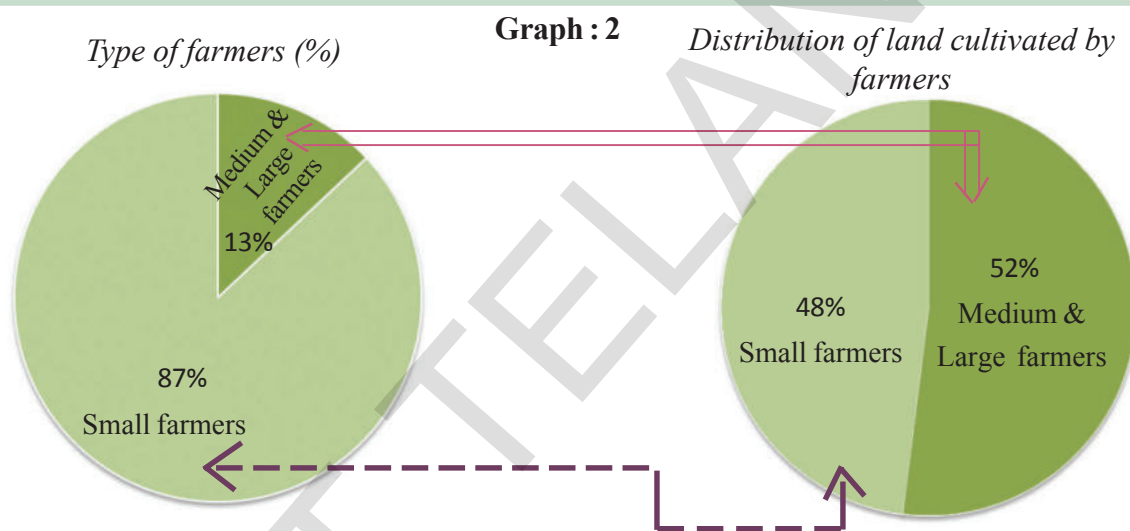 Graph : 2
Type of farmers (%)
Medium &
Large
farmers
13%
87%
Small farmers
Distribution of land cultivated by
farmers
48%
Small farmers
52%
Medium &
Large farmers